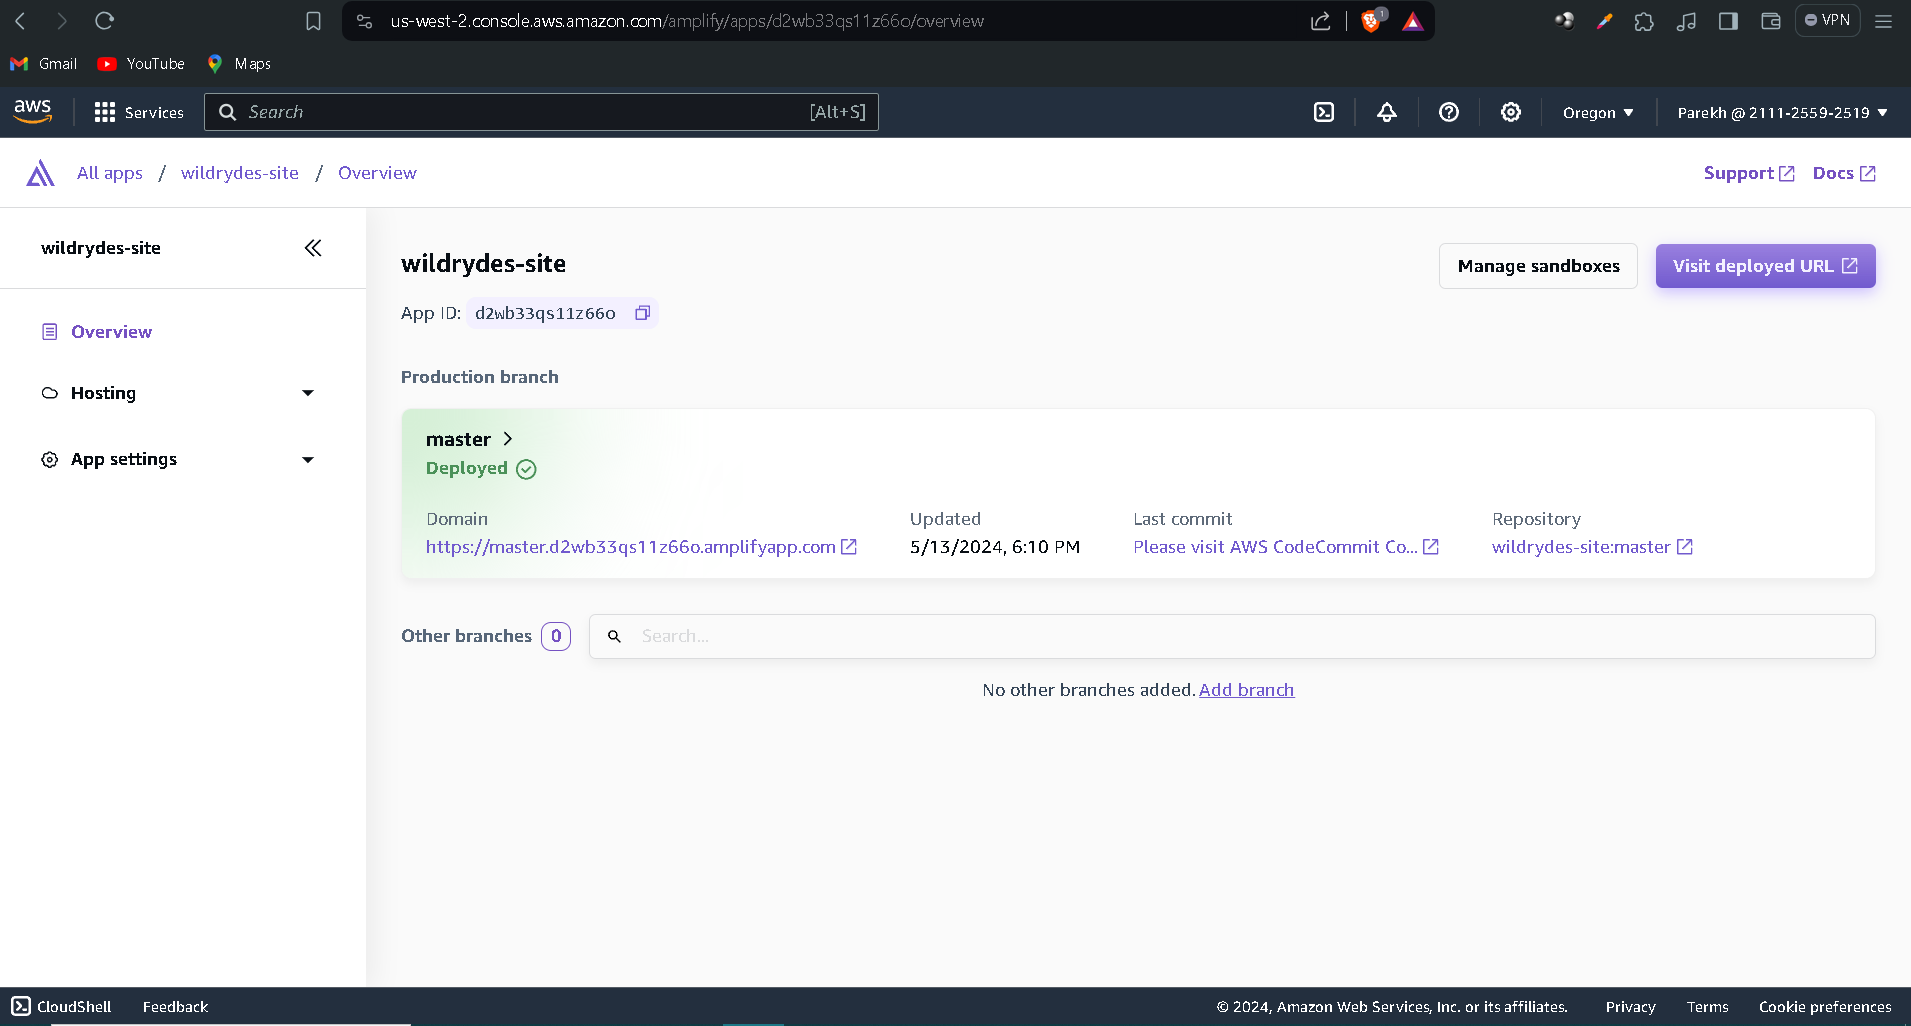 us-west-2.console.aws.amazon.com/amplify/apps/d2wb33qs11z66o/overview
1
VPN
Gmail YouTube Maps
aws Services Search [Alt+S] Oregon Parekh @ 2111-2559-2519
All apps / wildrydes-site / Overview Support Docs
wildrydes-site
Overview
Hosting
App settings
wildrydes-site
Manage sandboxes Visit deployed URL
App ID: d2wb33qs11z66o
Production branch
master
Deployed
Domain Updated Last commit Repository
https://master.d2wb33qs11z66o.amplifyapp.com 5/13/2024, 6:10 PM Please visit AWS CodeCommit Co... wildrydes-site:master
Other branches 0 Search...
No other branches added. Add branch
CloudShell Feedback © 2024, Amazon Web Services, Inc. or its affiliates. Privacy Terms Cookie preferences